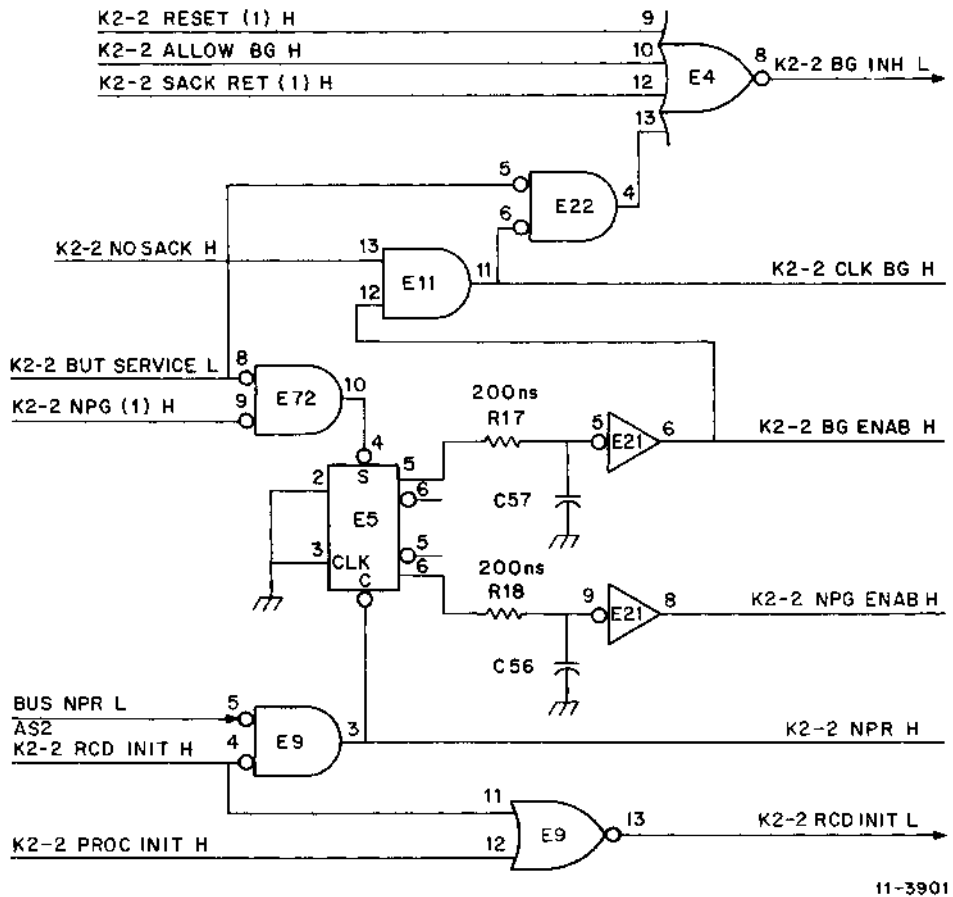 K2-2 RESET (1) H
9
K2-2 ALLOW BG H
10
8
K2-2 BG INH L
E4
K2-2 SACK RET (1) H
12
13
5
4
E22
6
K2-2 NO SACK H
13
11
K2-2 CLK BG H
E11
12
K2-2 BUT SERVICE L
8
10
E72
K2-2 NPG (1) H
9
200ns
R17
4
5
E21
6
K2-2 BG ENAB H
S
5
2
6
C57
E5
3
CLK
5
C
6
200ns
R18
9
E21
8
K2-2 NPG ENAB H
C56
BUS NPR L
5
AS2
E9
3
K2-2 NPR H
K2-2 RCD INIT H
4
11
E9
13
K2-2 RCD INIT L
K2-2 PROC INIT H
12
11-3901